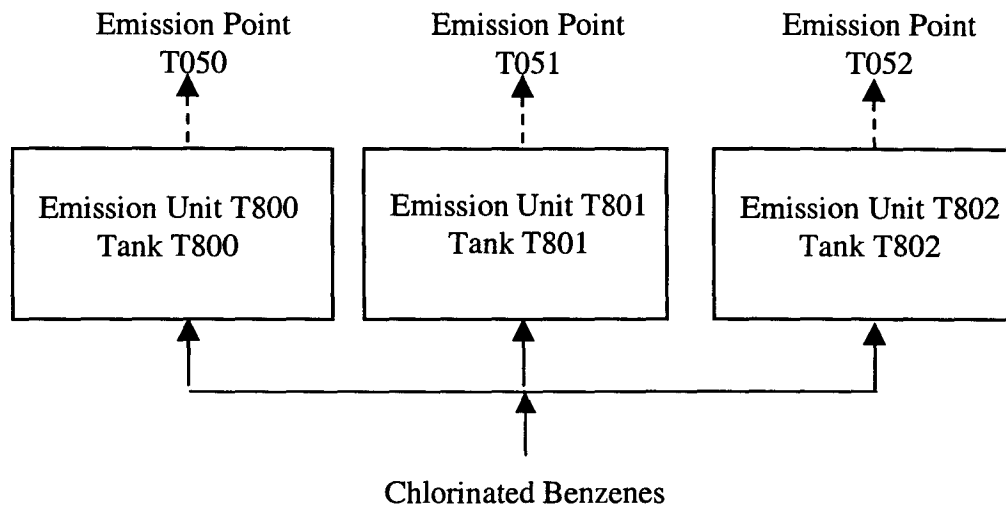 Emission Point
T050
Emission Point
T051
Emission Point
T052
Emission Unit T800
Tank T800
Emission Unit T801
Tank T801
Emission Unit T802
Tank T802
Chlorinated Benzenes